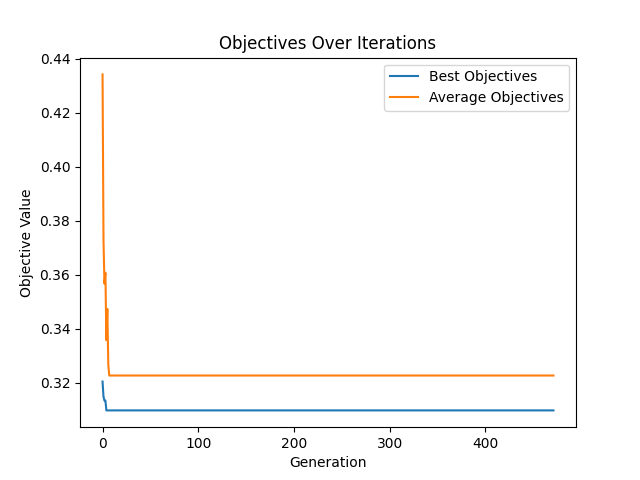 Objectives Over Iterations
Best Objectives
Average Objectives
Objective Value
0.44
0.42
0.40
0.38
0.36
0.34
0.32
0 100 200 300 400
Generation